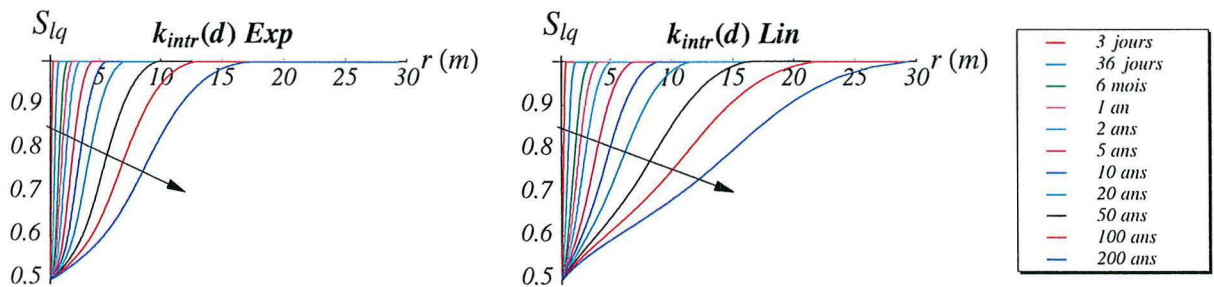 S_lq
k_intr(d) Exp
5 10 15 20 25 30 r (m)
0.9
0.8
0.7
0.6
0.5
S_lq
k_intr(d) Lin
5 10 15 20 25 30 r (m)
0.9
0.8
0.7
0.6
0.5
3 jours
36 jours
6 mois
1 an
2 ans
5 ans
10 ans
20 ans
50 ans
100 ans
200 ans